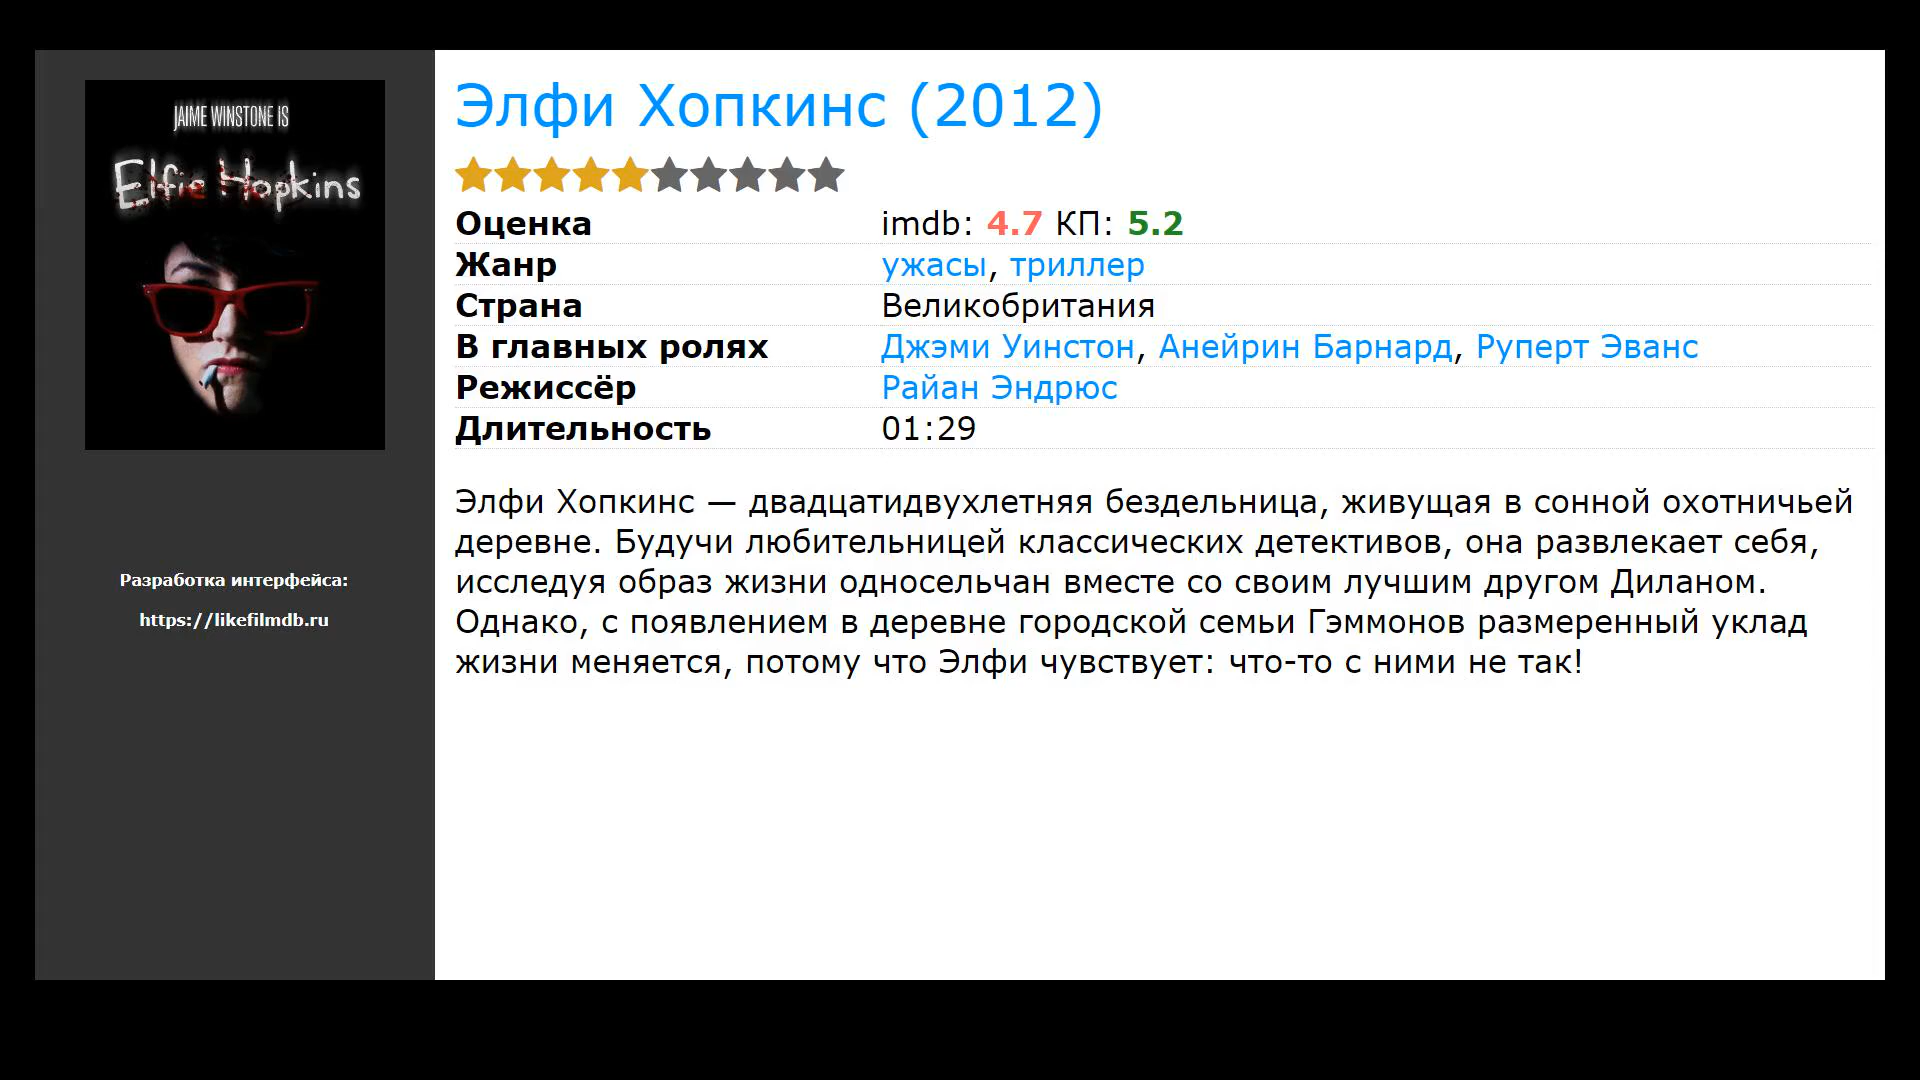 JAIME WINSTONE IS
Elfie Hopkins
Разработка интерфейса:
https://likefilmdb.ru
Элфи Хопкинс (2012)
Оценка imdb: 4.7 КП: 5.2
Жанр ужасы, триллер
Страна Великобритания
В главных ролях Джэми Уинстон, Анейрин Барнард, Руперт Эванс
Режиссёр Райан Эндрюс
Длительность 01:29
Элфи Хопкинс — двадцатидвухлетняя бездельница, живущая в сонной охотничьей
деревне. Будучи любительницей классических детективов, она развлекает себя,
исследуя образ жизни односельчан вместе со своим лучшим другом Диланом.
Однако, с появлением в деревне городской семьи Гэммонов размеренный уклад
жизни меняется, потому что Элфи чувствует: что-то с ними не так!